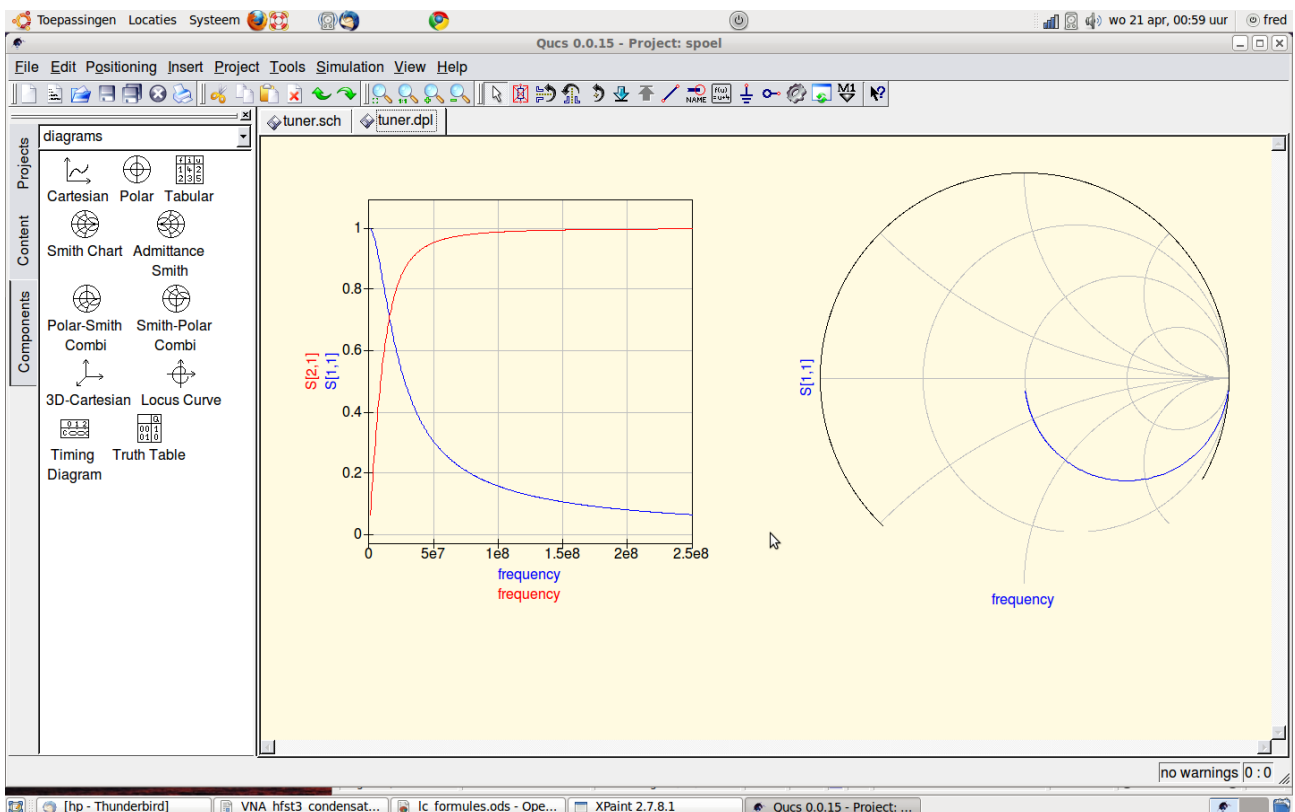 Toepassingen Locaties Systeem
wo 21 apr, 00:59 uur
fred
Qucs 0.0.15 - Project: spoel
File Edit Positioning Insert Project Tools Simulation View Help
NAME
M1
tuner.sch
tuner.dpl
Projects
Content
Components
diagrams
Cartesian Polar Tabular
Smith Chart Admittance
Smith
Polar-Smith Smith-Polar
Combi Combi
3D-Cartesian Locus Curve
Timing Truth Table
Diagram
S[2,1]
S[1,1]
1
0.8
0.6
0.4
0.2
0
0 5e7 1e8 1.5e8 2e8 2.5e8
frequency
frequency
S[1,1]
frequency
no warnings 0 : 0
[hp - Thunderbird]
VNA hfst3 condensat...
lc formules.ods - Ope...
XPaint 2.7.8.1
Qucs 0.0.15 - Project: ...